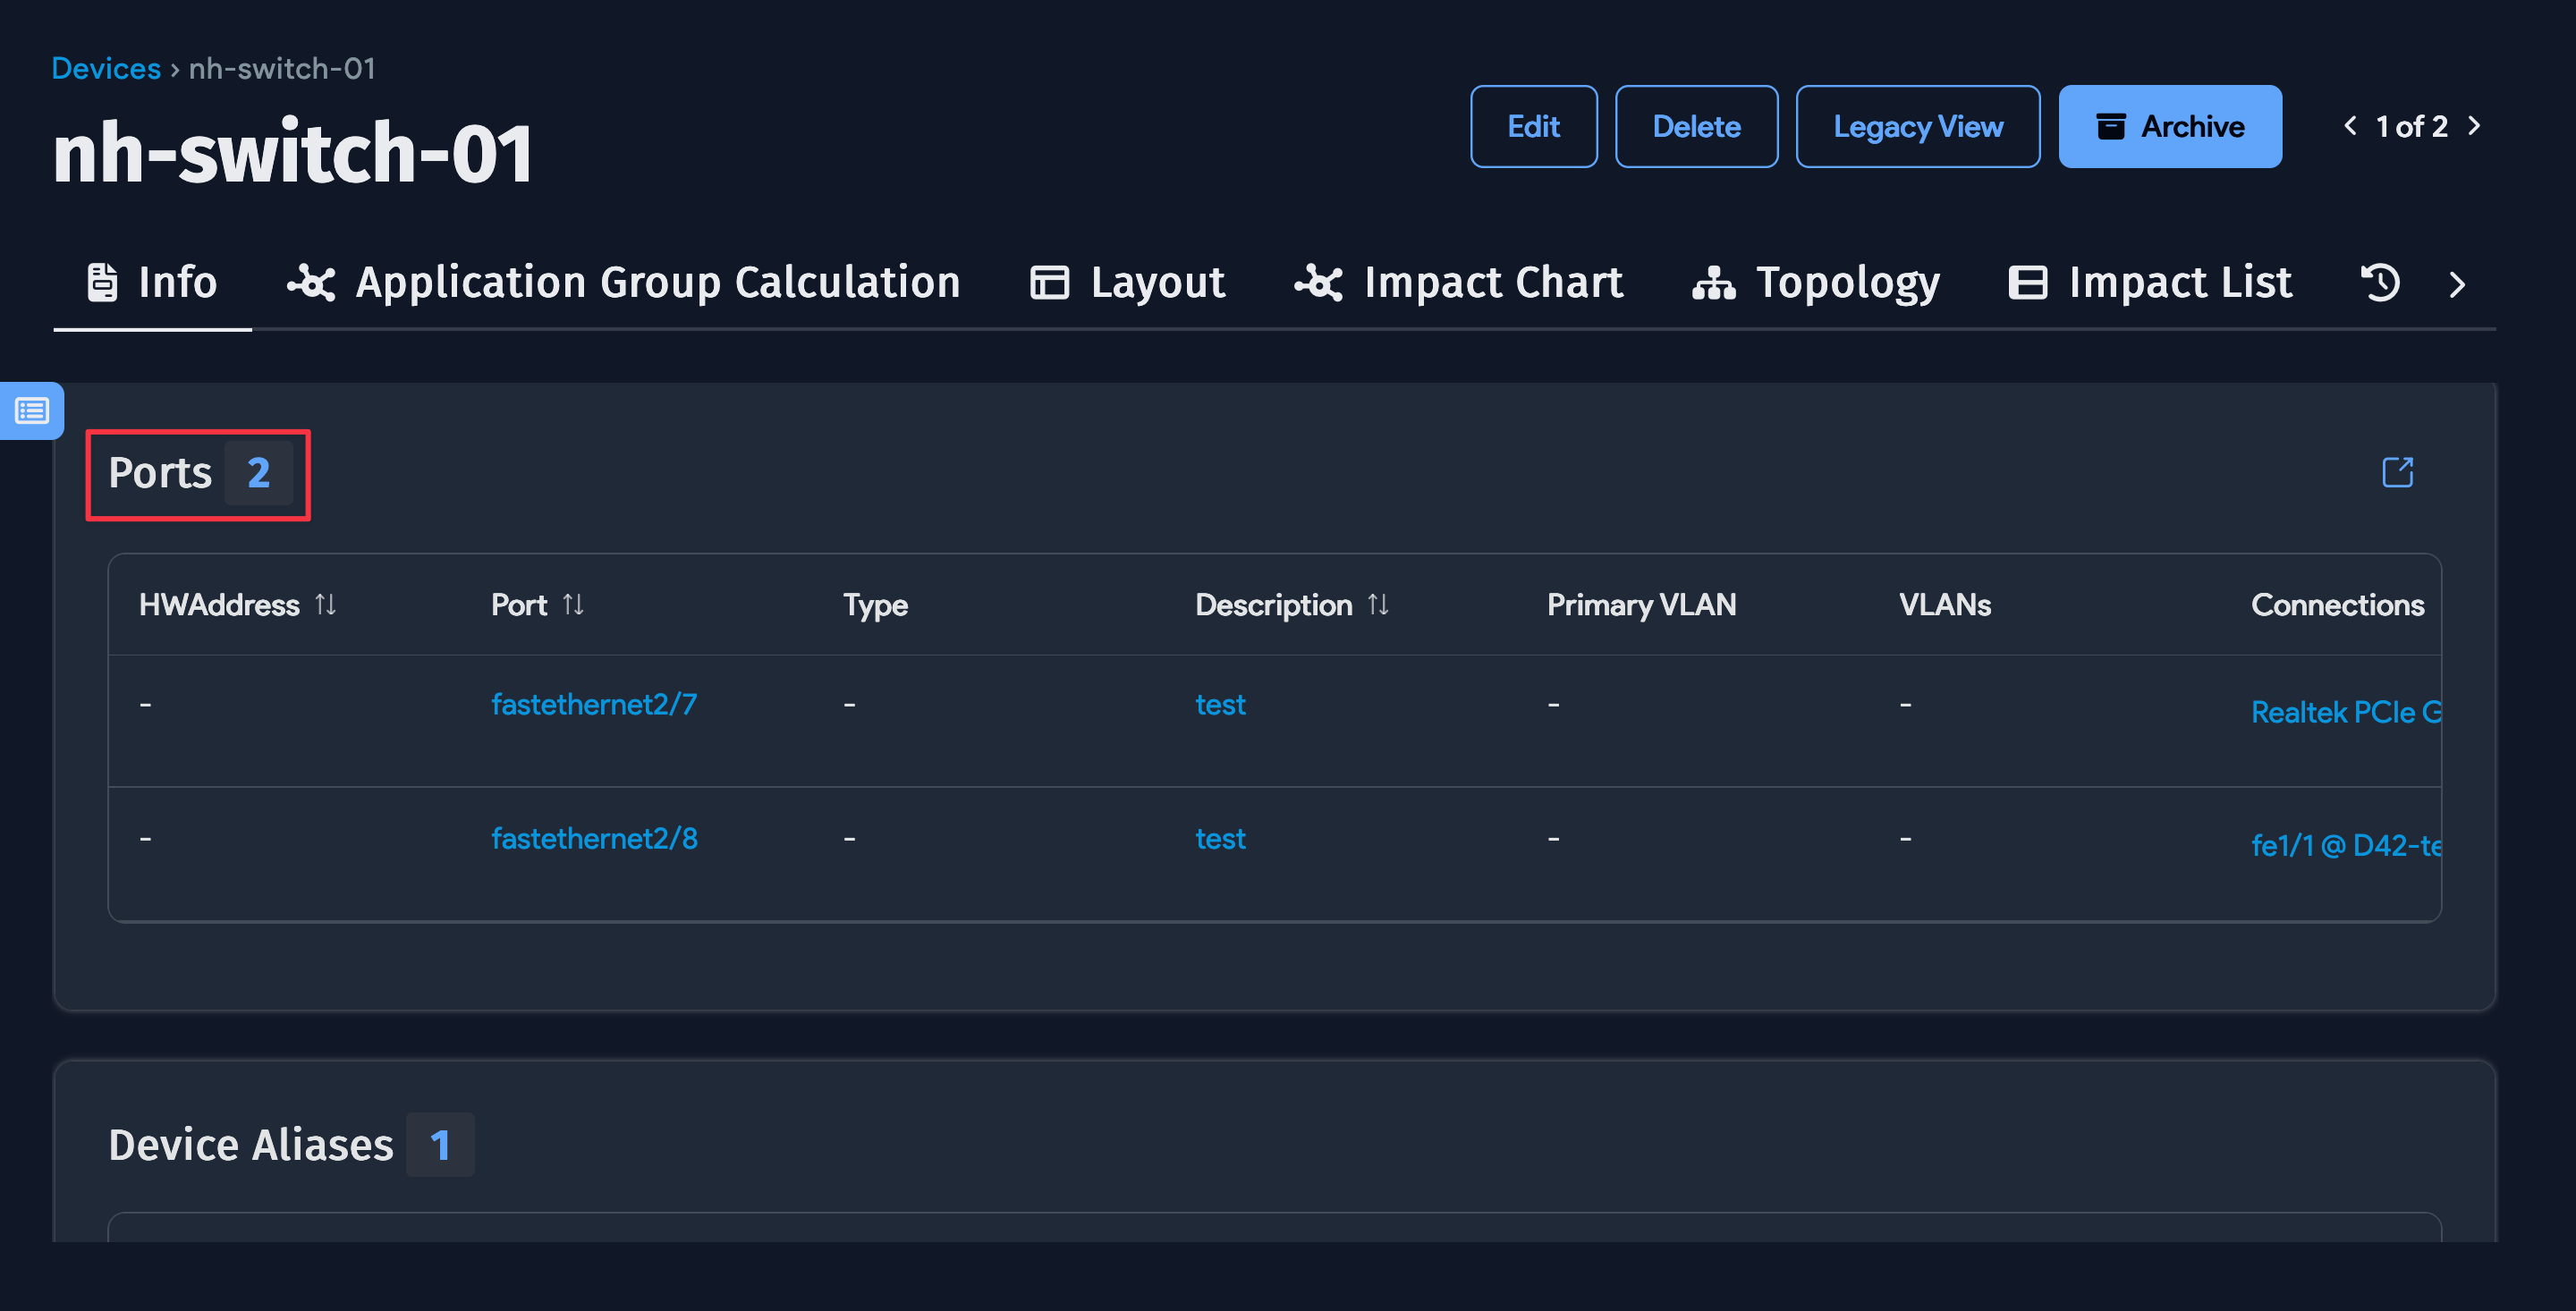 Devices › nh-switch-01
nh-switch-01
Edit Delete Legacy View Archive 1 of 2
Info Application Group Calculation Layout Impact Chart Topology Impact List
Ports 2
HWAddress Port Type Description Primary VLAN VLANs Connections
- fastethernet2/7 - test - - Realtek PCIe G
- fastethernet2/8 - test - - fe1/1 @ D42-te
Device Aliases 1